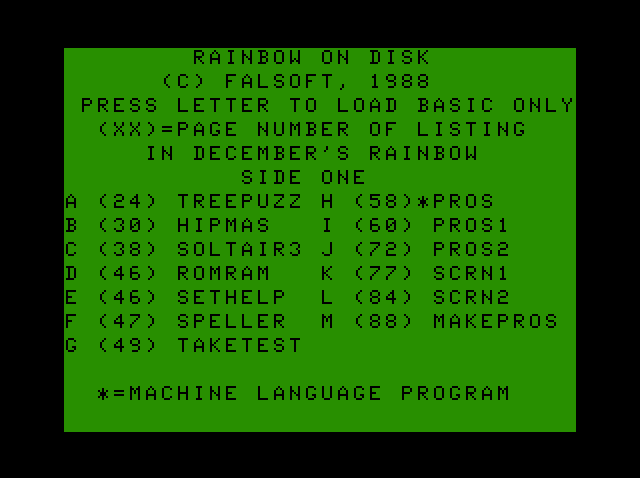 RAINBOW ON DISK
(C) FALSOFT, 1988
PRESS LETTER TO LOAD BASIC ONLY
(XX)=PAGE NUMBER OF LISTING
IN DECEMBER'S RAINBOW
SIDE ONE
A (24) TREEPUZZ H (58)*PROS
B (30) HIPMAS I (60) PROS1
C (38) SOLTAIR3 J (72) PROS2
D (46) ROMRAM K (77) SCRN1
E (46) SETHELP L (84) SCRN2
F (47) SPELLER M (88) MAKEPROS
G (49) TAKETEST
*=MACHINE LANGUAGE PROGRAM